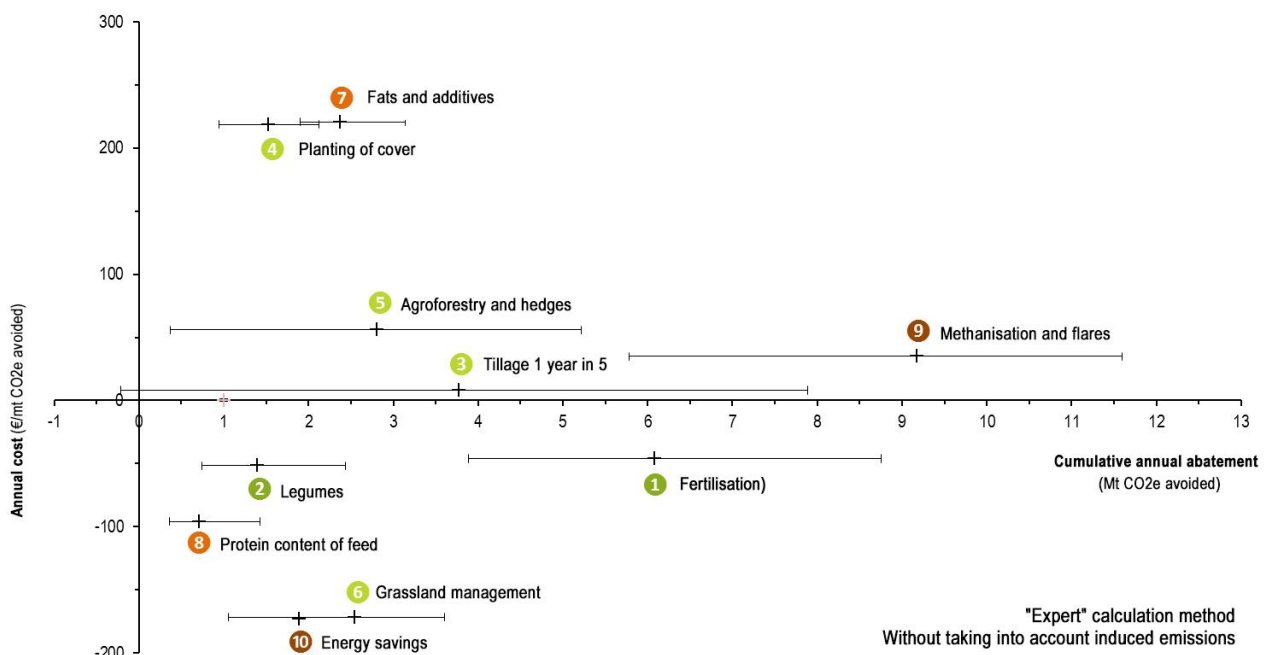 300
7 Fats and additives
200
4 Planting of cover
100
5 Agroforestry and hedges
9 Methanisation and flares
3 Tillage 1 year in 5
0
-1 0 1 2 3 4 5 6 7 8 9 10 11 12 13
Annual cost (€/mt CO2e avoided)
Cumulative annual abatement
(Mt CO2e avoided)
2 Legumes
1 Fertilisation)
-100
8 Protein content of feed
6 Grassland management
10 Energy savings
-200
"Expert" calculation method
Without taking into account induced emissions